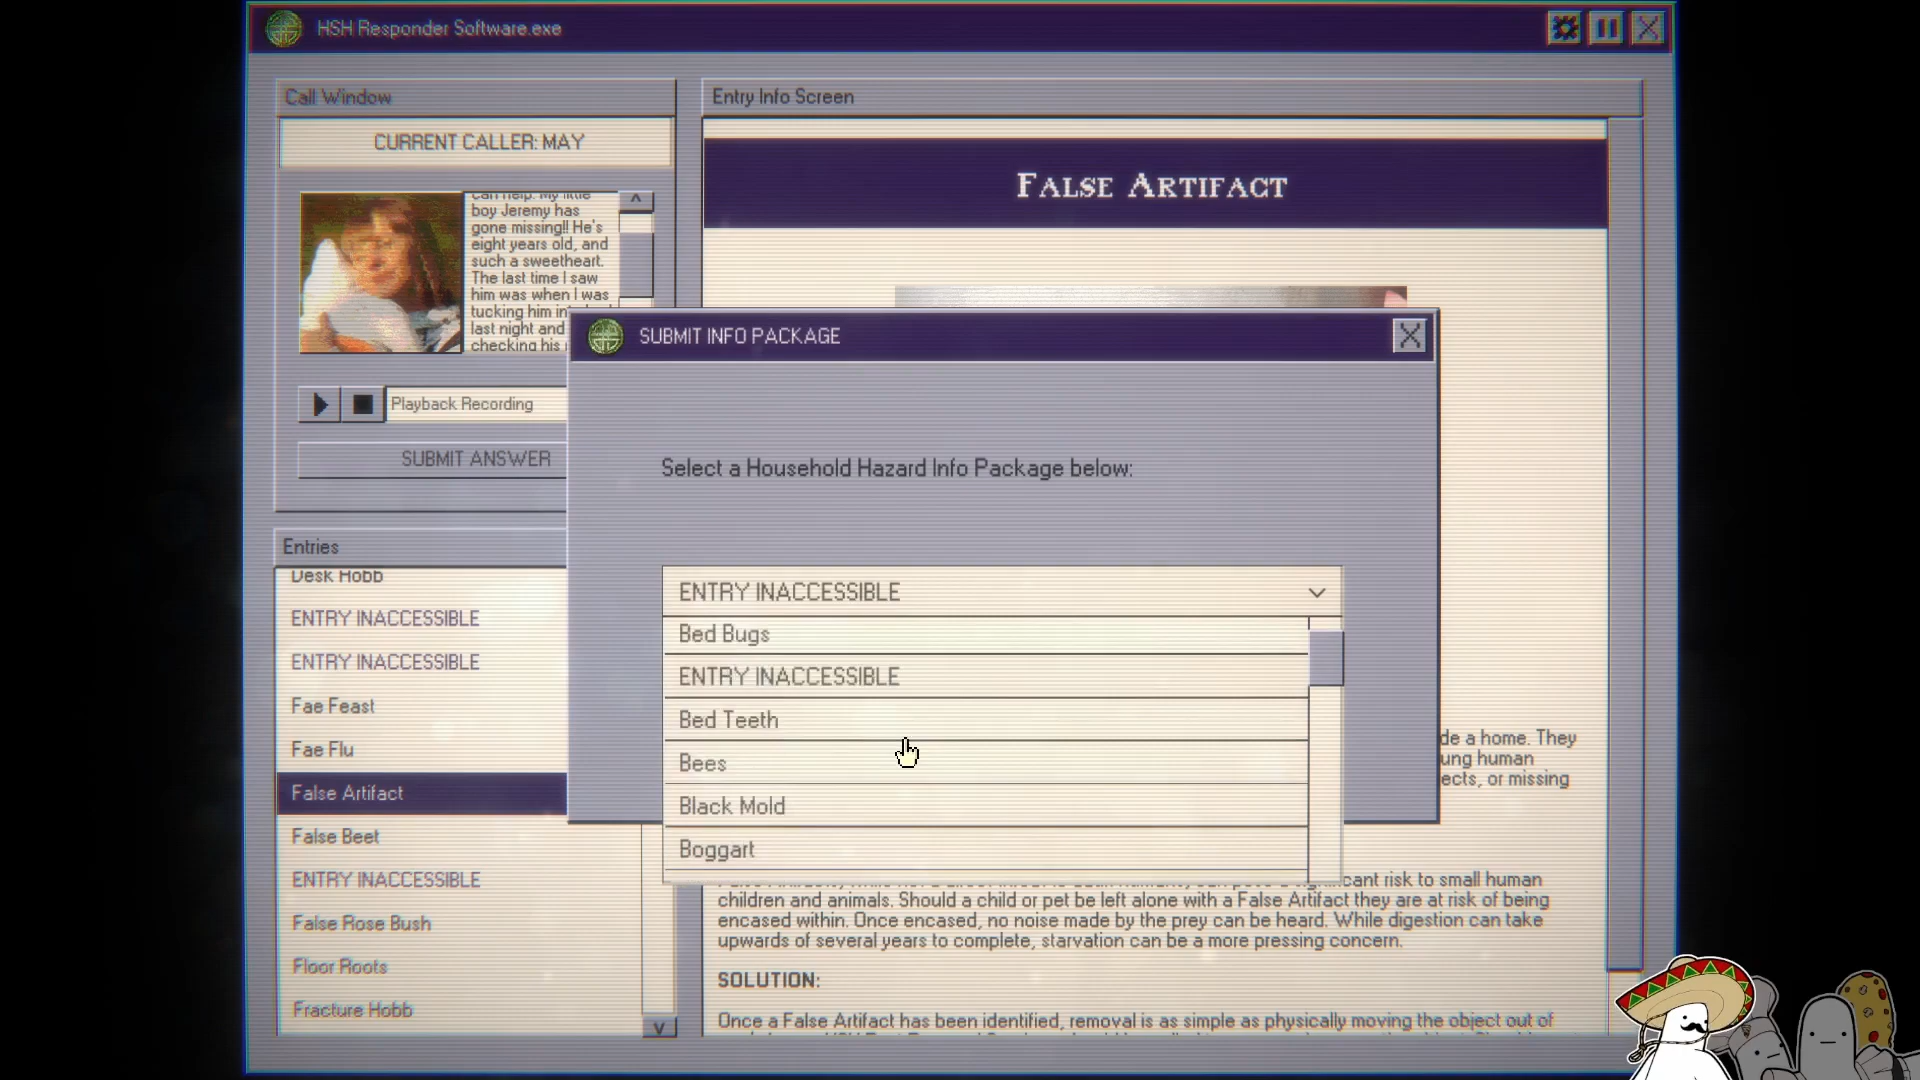 HSH Responder Software.exe
Call Window
CURRENT CALLER: MAY
can help. My little
boy Jeremy has
gone missing!! He's
eight years old, and
such a sweetheart.
The last time I saw
him was when I was
tucking him in
last night and
checking his
Playback Recording
SUBMIT ANSWER
Entries
Desk Hobb
ENTRY INACCESSIBLE
ENTRY INACCESSIBLE
Fae Feast
Fae Flu
False Artifact
False Beet
ENTRY INACCESSIBLE
False Rose Bush
Floor Roots
Fracture Hobb
Entry Info Screen
FALSE ARTIFACT
SUBMIT INFO PACKAGE
Select a Household Hazard Info Package below:
ENTRY INACCESSIBLE
Bed Bugs
ENTRY INACCESSIBLE
Bed Teeth
Bees
Black Mold
Boggart
de a home. They
ung human
ects, or missing
cant risk to small human
children and animals. Should a child or pet be left alone with a False Artifact they are at risk of being
encased within. Once encased, no noise made by the prey can be heard. While digestion can take
upwards of several years to complete, starvation can be a more pressing concern.
SOLUTION:
Once a False Artifact has been identified, removal is as simple as physically moving the object out of